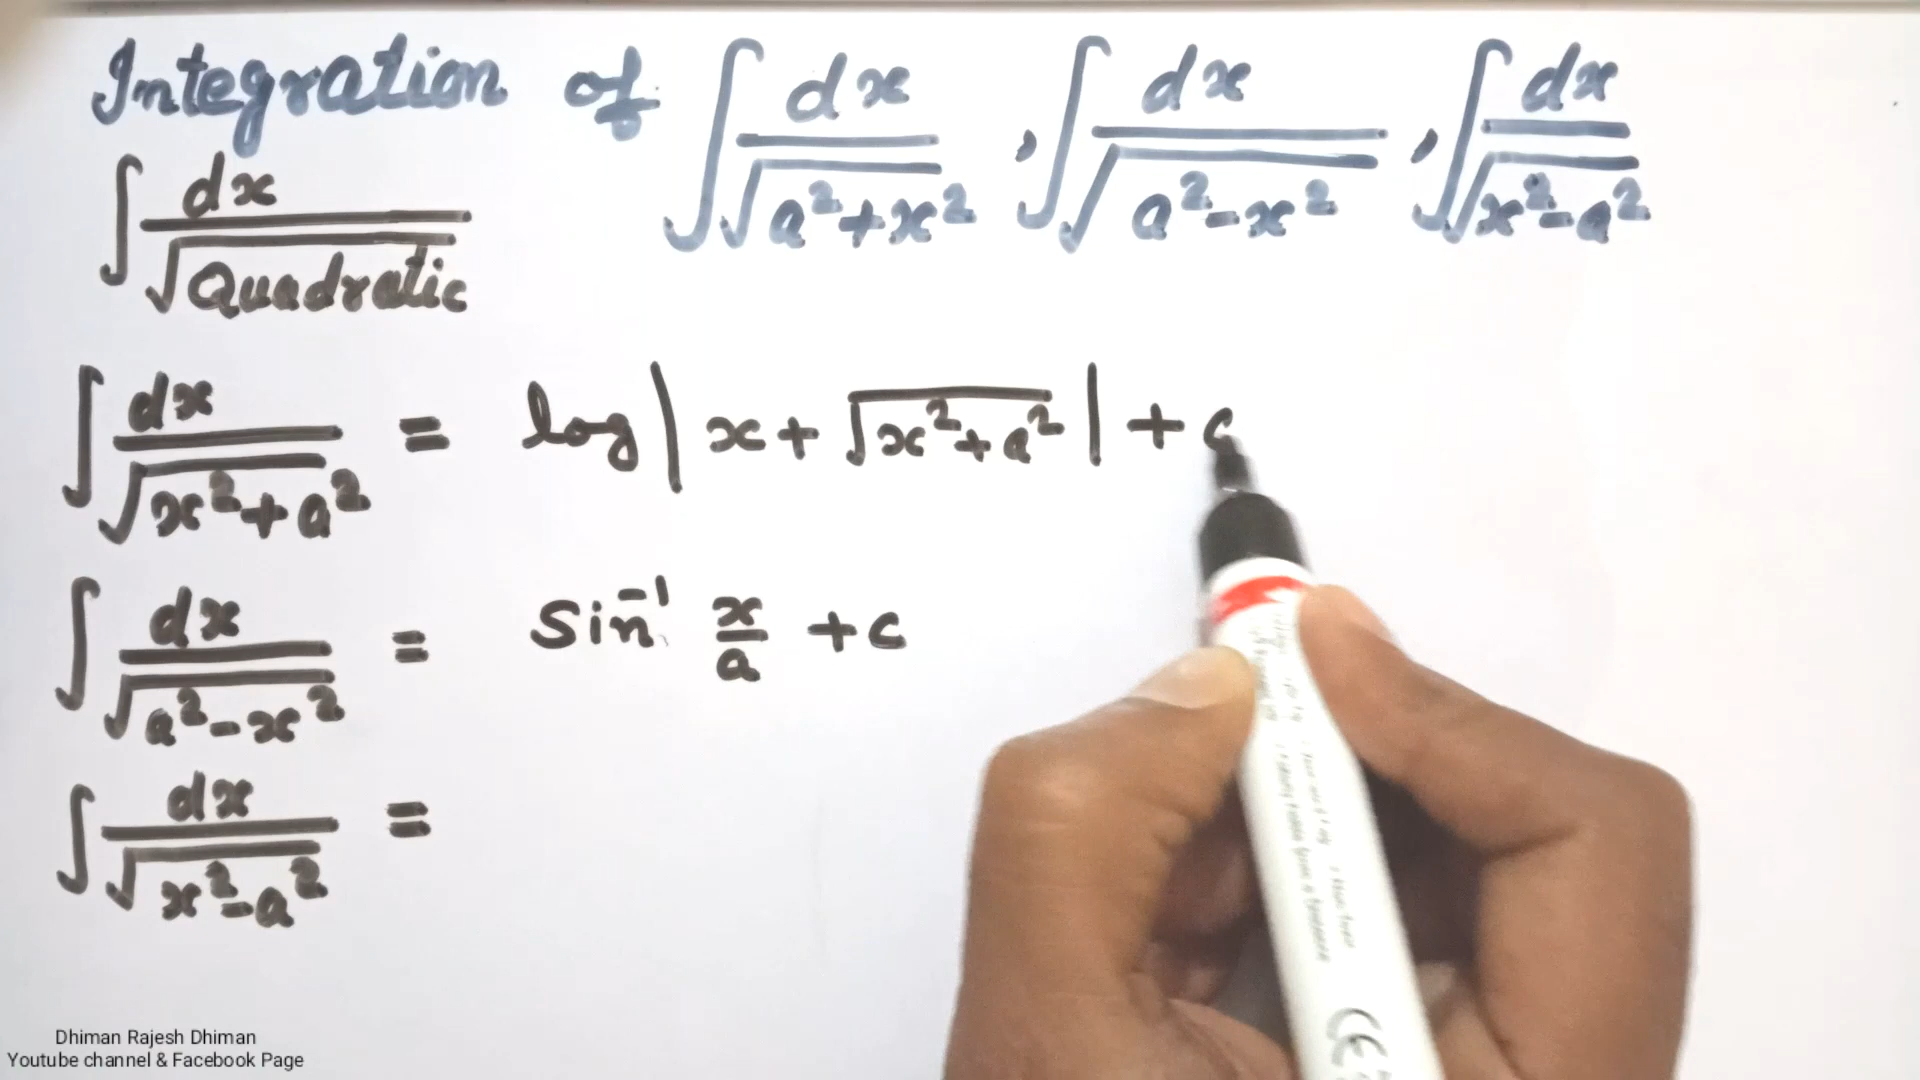 Integration of ∫ dx/√(a²+x²) , ∫ dx/√(a²-x²) , ∫ dx/√(x²-a²)
∫ dx/√Quadratic
∫ dx/√(x²+a²) = log | x + √(x²+a²) | + c
∫ dx/√(a²-x²) = Sin⁻¹ x/a + c
∫ dx/√(x²-a²) =
CE
Dhiman Rajesh Dhiman
Youtube channel & Facebook Page